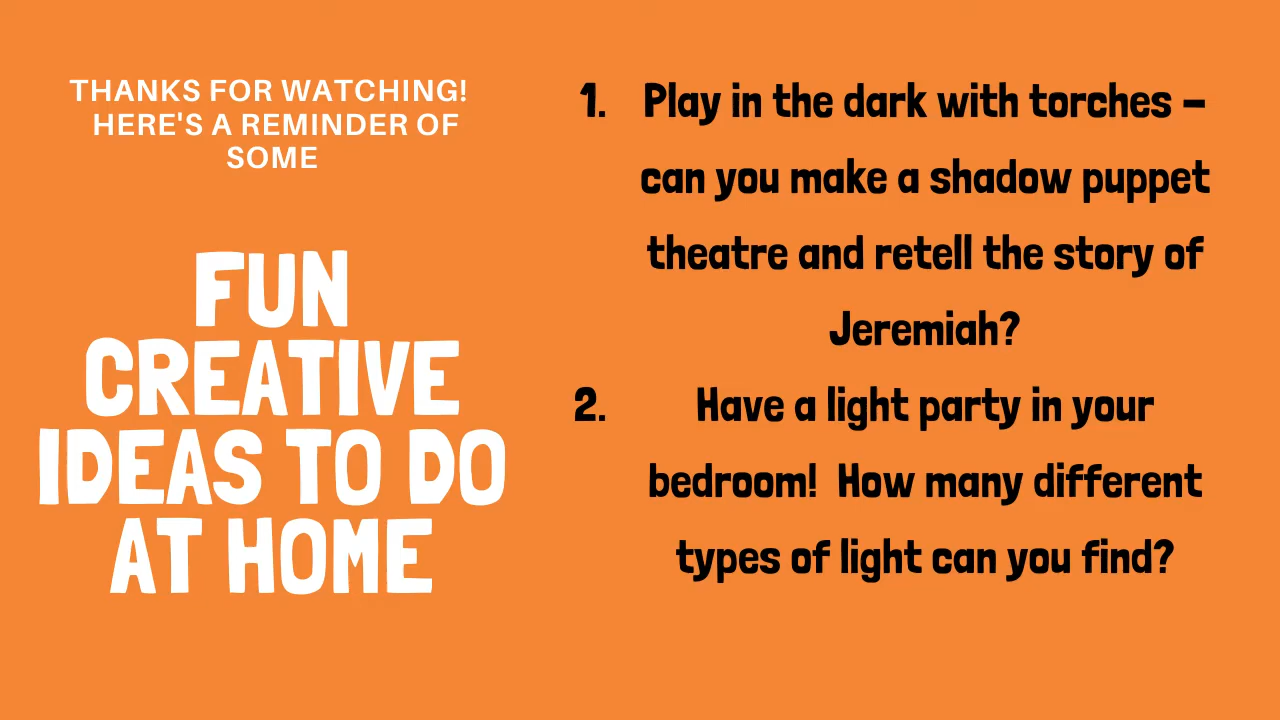 THANKS FOR WATCHING!
HERE'S A REMINDER OF
SOME
FUN
CREATIVE
IDEAS TO DO
AT HOME
1. Play in the dark with torches –
can you make a shadow puppet
theatre and retell the story of
Jeremiah?
2. Have a light party in your
bedroom!  How many different
types of light can you find?